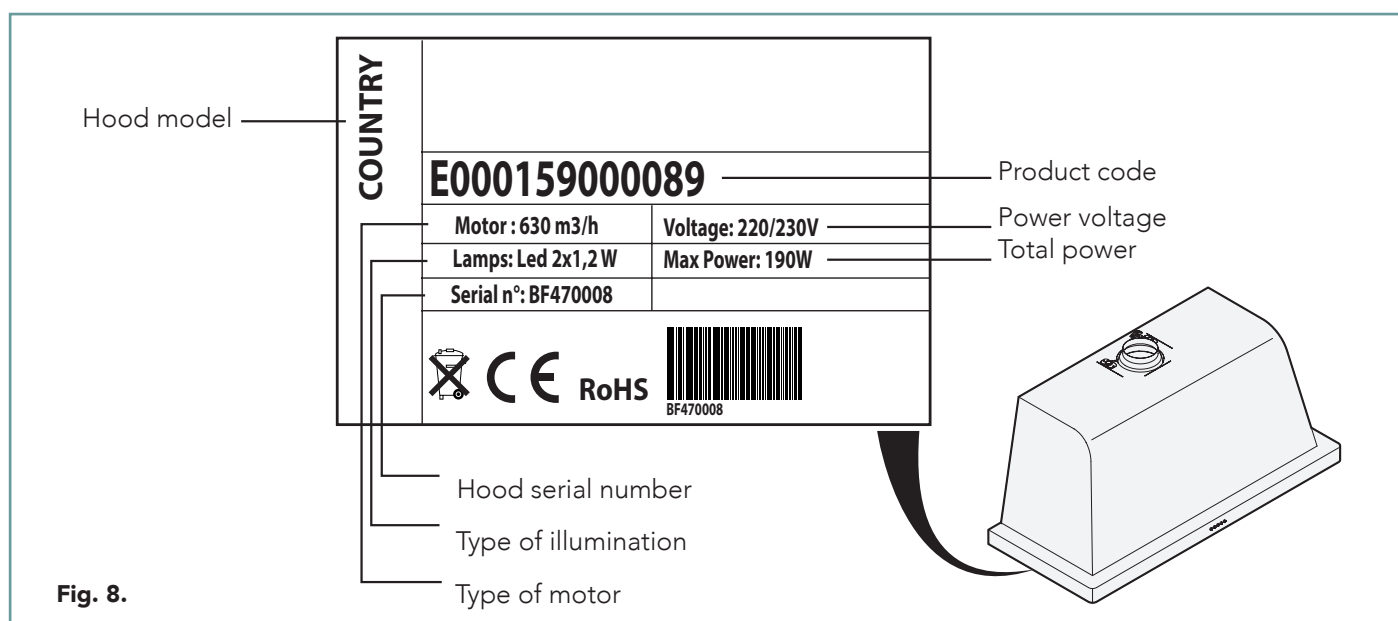 Hood model
COUNTRY
E000159000089
Product code
Motor : 630 m3/h
Voltage: 220/230V
Power voltage
Lamps: Led 2x1,2 W
Max Power: 190W
Total power
Serial n°: BF470008
CE RoHS
BF470008
Hood serial number
Type of illumination
Type of motor
Fig. 8.